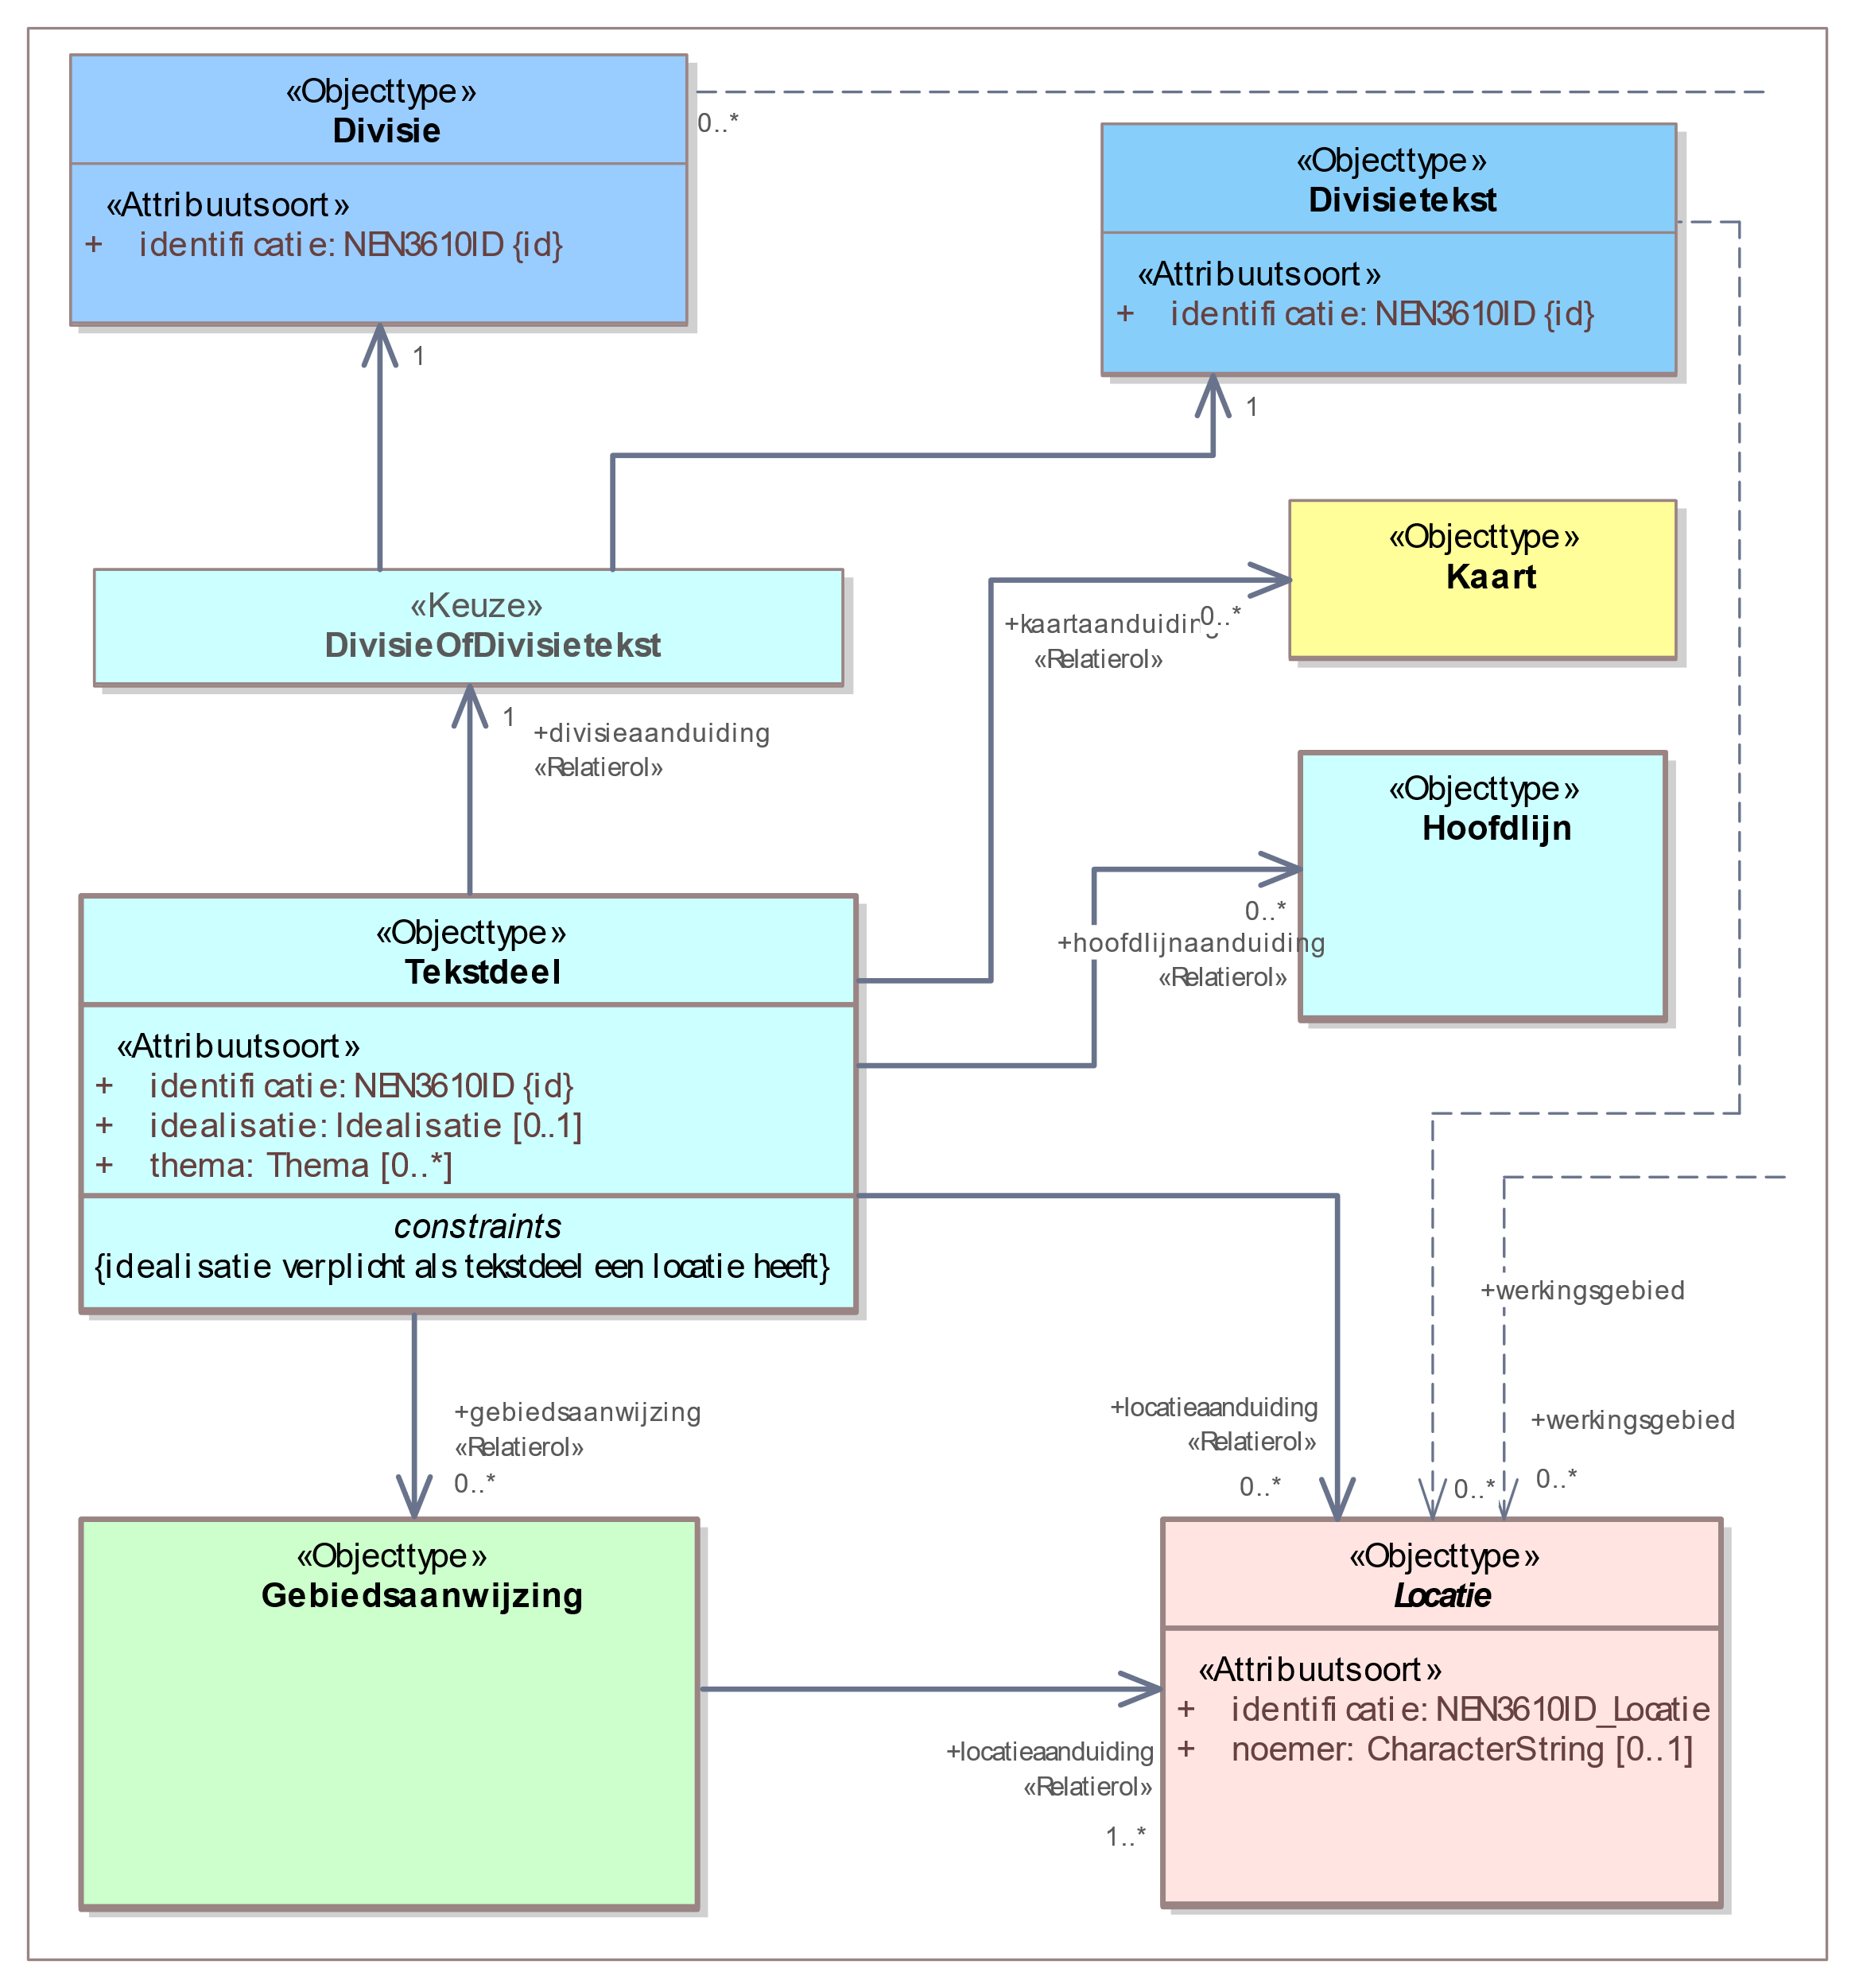 «Objecttype»
Divisie
«Attribuutsoort»
+ identificatie: NEN3610ID {id}
0..*
«Objecttype»
Divisietekst
«Attribuutsoort»
+ identificatie: NEN3610ID {id}
1
1
«Keuze»
DivisieOfDivisietekst
«Objecttype»
Kaart
+kaartaanduiding
0..*
«Relatierol»
1
+divisieaanduiding
«Relatierol»
«Objecttype»
Hoofdlijn
0..*
+hoofdlijnaanduiding
«Relatierol»
«Objecttype»
Tekstdeel
«Attribuutsoort»
+ identificatie: NEN3610ID {id}
+ idealisatie: Idealisatie [0..1]
+ thema: Thema [0..*]
constraints
{idealisatie verplicht als tekstdeel een locatie heeft}
+werkingsgebied
+gebiedsaanwijzing
«Relatierol»
0..*
+locatieaanduiding
«Relatierol»
0..*
+werkingsgebied
0..*
0..*
«Objecttype»
Gebiedsaanwijzing
«Objecttype»
Locatie
«Attribuutsoort»
+ identificatie: NEN3610ID_Locatie
+ noemer: CharacterString [0..1]
+locatieaanduiding
«Relatierol»
1..*